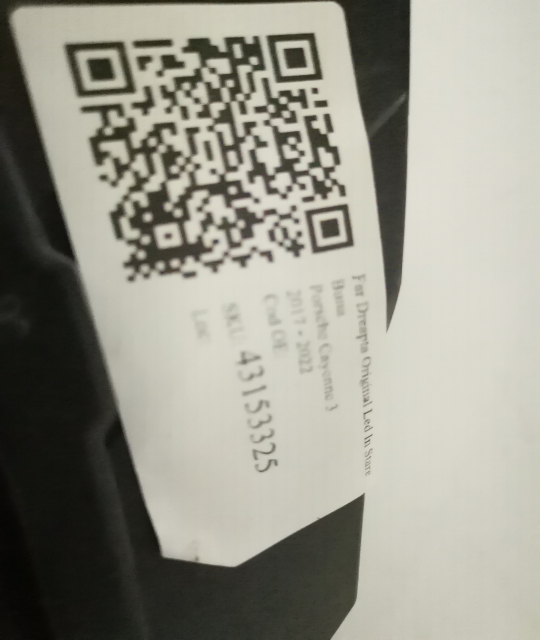 Far Dreapta Original Led In Stare
Buna
Porsche Cayenne 3
2017 - 2022
Cod OE:
SKU: 43153325
Loc: